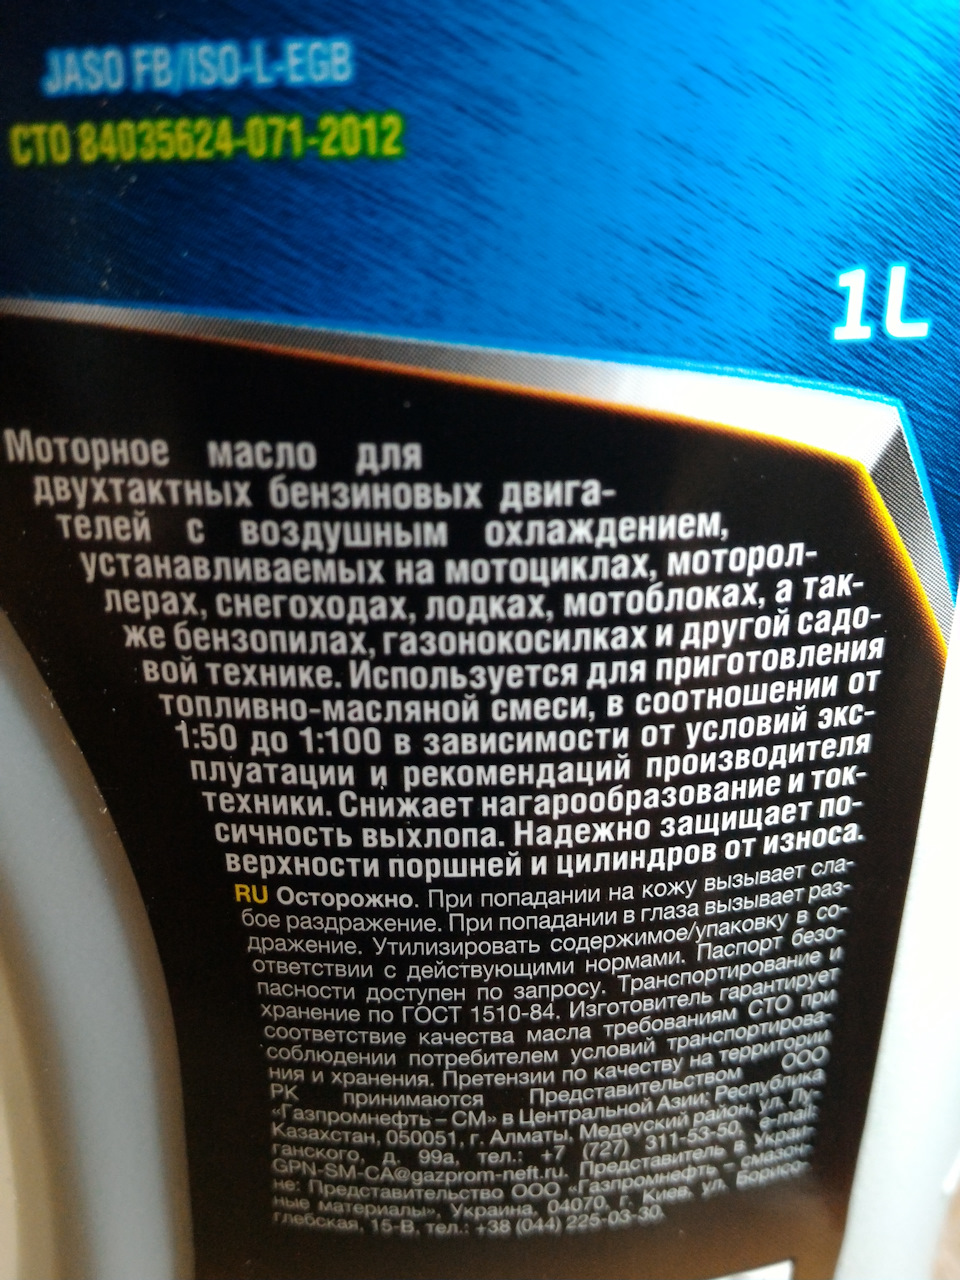 JASO FB/ISO-L-EGB
СТО 84035624-071-2012
1L
Моторное масло для
двухтактных бензиновых двига-
телей с воздушным охлаждением,
устанавливаемых на мотоциклах, моторол-
лерах, снегоходах, лодках, мотоблоках, а так-
же бензопилах, газонокосилках и другой садо-
вой технике. Используется для приготовления
топливно-масляной смеси, в соотношении от
1:50 до 1:100 в зависимости от условий экс-
плуатации и рекомендаций производителя
техники. Снижает нагарообразование и ток-
сичность выхлопа. Надежно защищает по-
верхности поршней и цилиндров от износа.
RU Осторожно. При попадании на кожу вызывает сла-
бое раздражение. При попадании в глаза вызывает раз-
дражение. Утилизировать содержимое/упаковку в со-
ответствии с действующими нормами. Паспорт безо-
пасности доступен по запросу. Транспортирование и
хранение по ГОСТ 1510-84. Изготовитель гарантирует
соответствие качества масла требованиям СТО при
соблюдении потребителем условий транспортирова-
ния и хранения. Претензии по качеству на территории
РК принимаются Представительством ООО
«Газпромнефть – СМ» в Центральной Азии: Республика
Казахстан, 050051, г. Алматы, Медеуский район, ул. Лу-
ганского, д. 99а, тел.: +7 (727) 311-53-50, e-mail:
GPN-SM-CA@gazprom-neft.ru. Представитель в Украи-
не: Представительство ООО «Газпромнефть – смазоч-
ные материалы», Украина, 04070, г. Киев, ул. Борисо-
глебская, 15-В, тел.: +38 (044) 225-03-30.